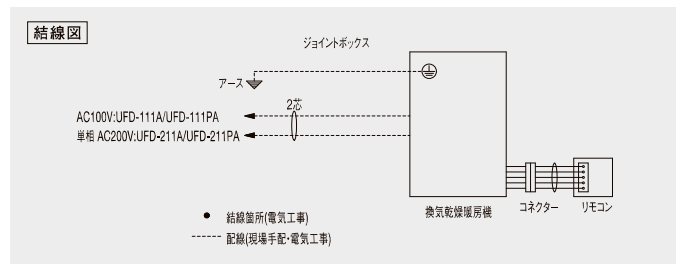 結線図
ジョイントボックス
アース
2芯
AC100V:UFD-111A/UFD-111PA
単相 AC200V:UFD-211A/UFD-211PA
換気乾燥暖房機
コネクター
リモコン
結線箇所(電気工事)
配線(現場手配・電気工事)